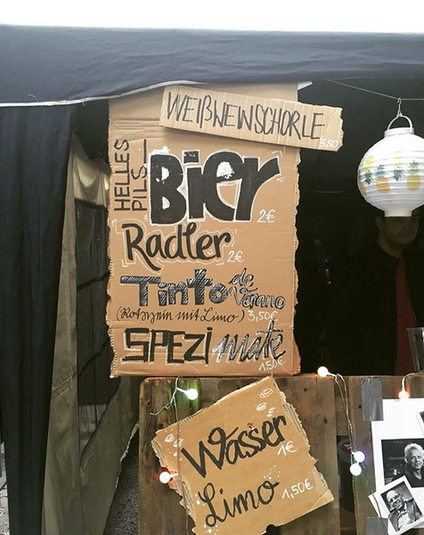 WEIßWEINSCHORLE
3,50
HELLES
PILS
Bier
2€
Radler
2€
Tinto de Verano
(Rotwein mit Limo) 3,50€
SPEZI mate
1,50€
Wasser
1€
Limo 1,50€